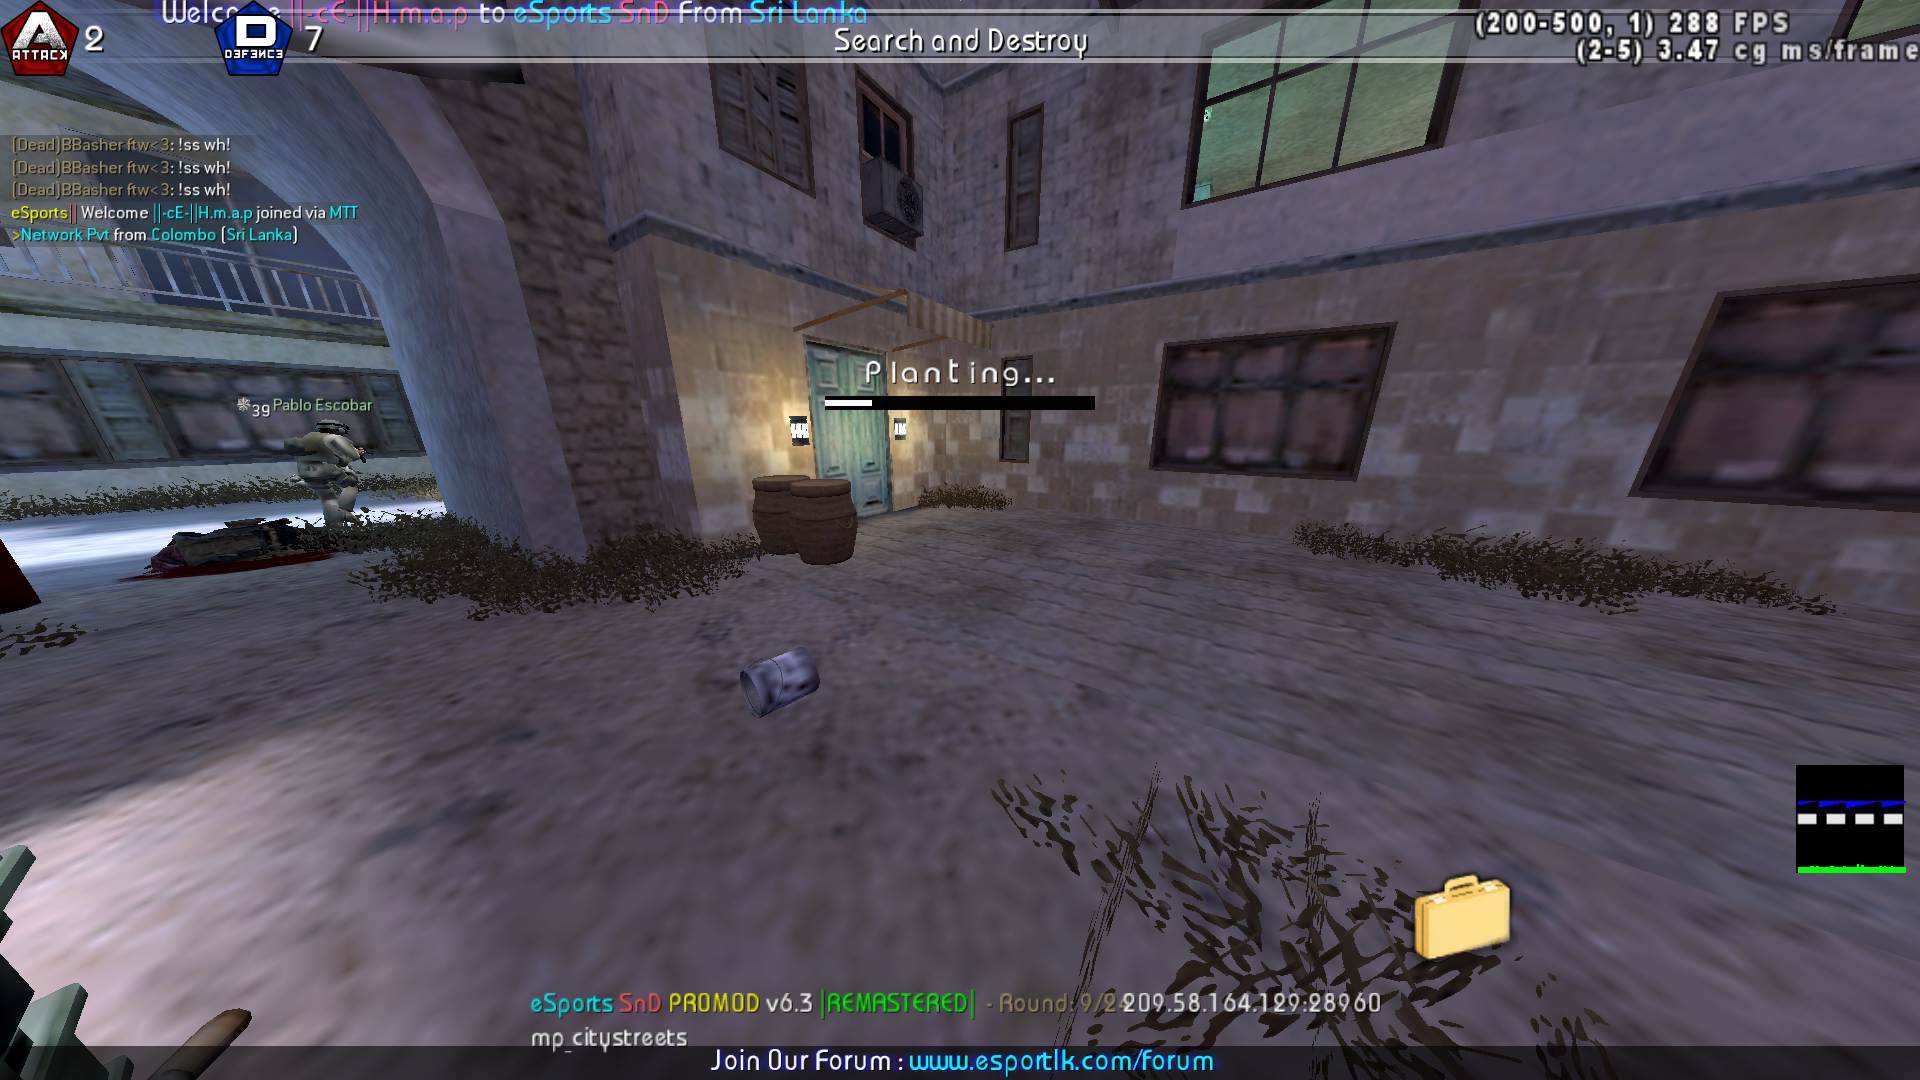 Welcome ||-cE-||H.m.a.p to eSports SnD From Sri Lanka
A
ATTACK
2
D
D3F3NC3
7
Search and Destroy
(200-500, 1) 288 FPS
(2-5) 3.47 cg ms/frame
(Dead)BBasher ftw<3: !ss wh!
(Dead)BBasher ftw<3: !ss wh!
(Dead)BBasher ftw<3: !ss wh!
eSports|| Welcome ||-cE-||H.m.a.p joined via MTT
>Network Pvt from Colombo (Sri Lanka)
Planting...
39 Pablo Escobar
eSports SnD PROMOD v6.3 |REMASTERED| - Round: 9/24
209.58.164.129:28960
mp_citystreets
Join Our Forum : www.esportlk.com/forum